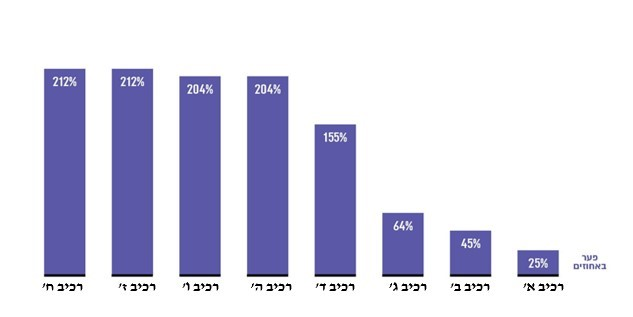 212%
212%
204%
204%
155%
64%
45%
25%
פער
באחוזים
רכיב א'
רכיב ב'
רכיב ג'
רכיב ד'
רכיב ה'
רכיב ו'
רכיב ז'
רכיב ח'